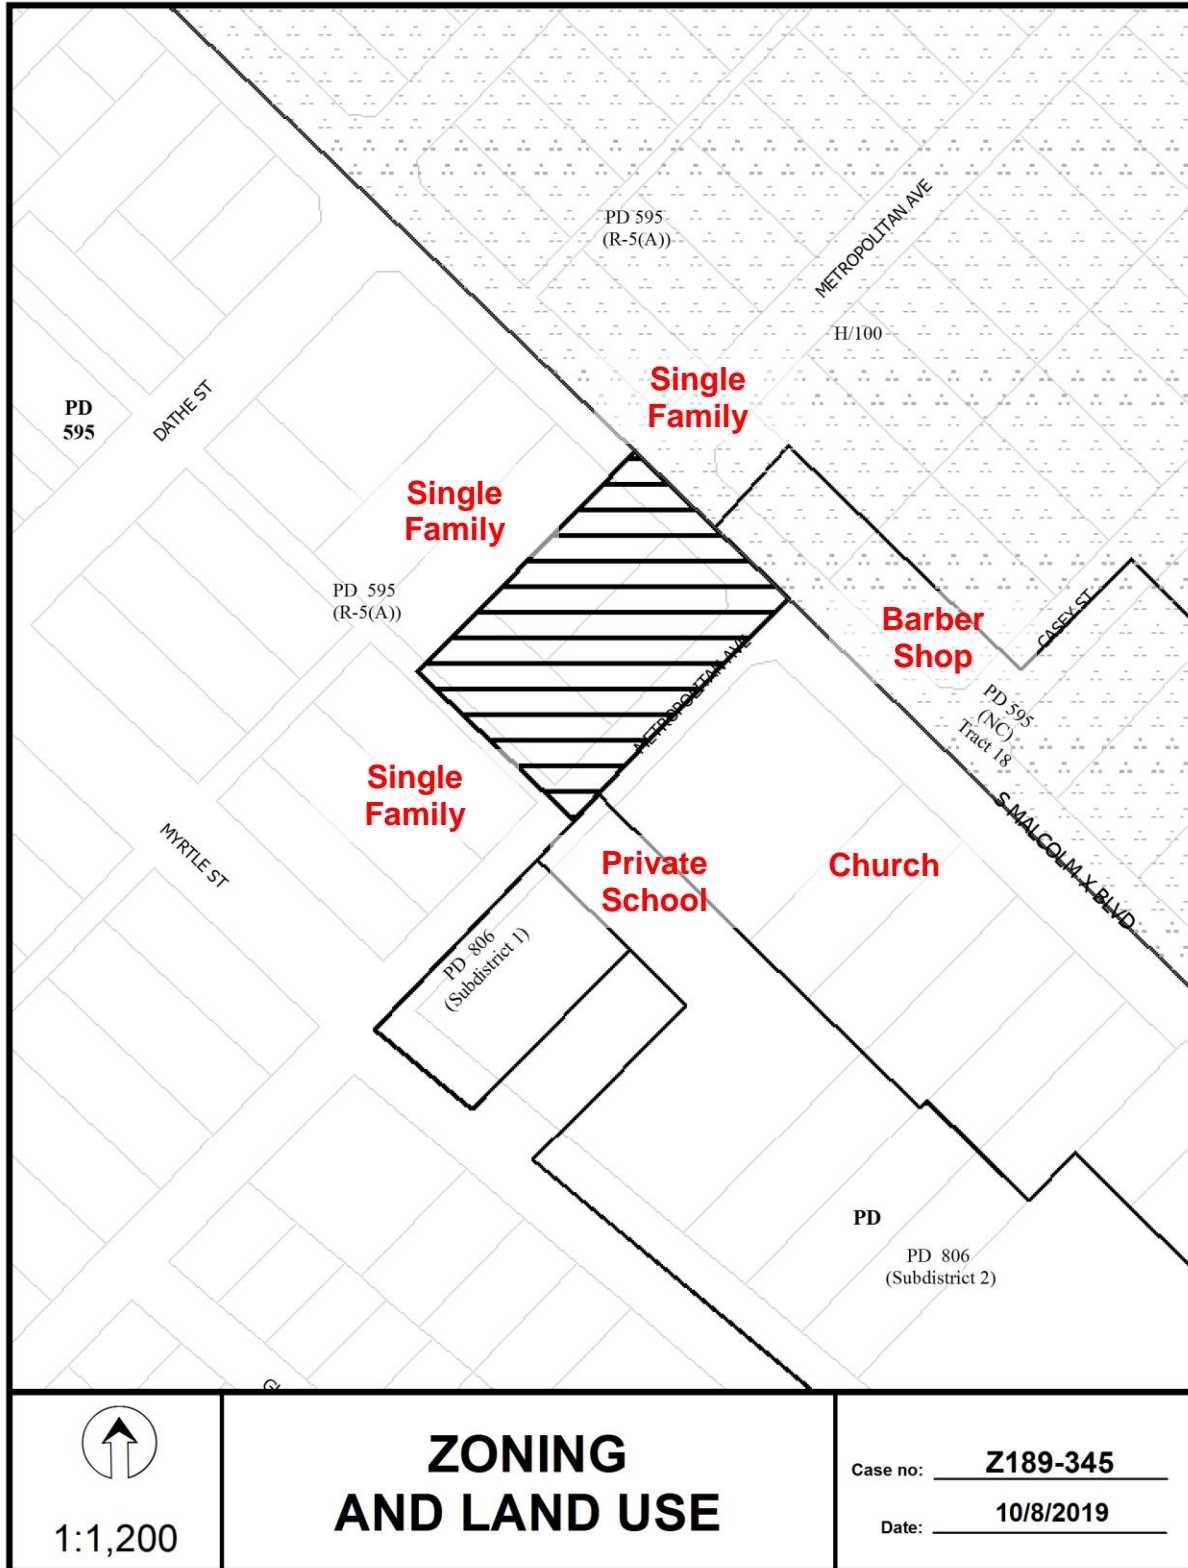 PD 595
(R-5(A))
METROPOLITAN AVE
H/100
Single
Family
PD
595
DATHE ST
Single
Family
PD 595
(R-5(A))
Barber
Shop
CASEY ST
METROPOLITAN AVE
PD 595
(NC)
Tract 18
Single
Family
S MALCOLM X BLVD
MYRTLE ST
Private
School
Church
PD 806
(Subdistrict 1)
PD
PD 806
(Subdistrict 2)
1:1,200
ZONING
AND LAND USE
Case no: Z189-345
Date: 10/8/2019